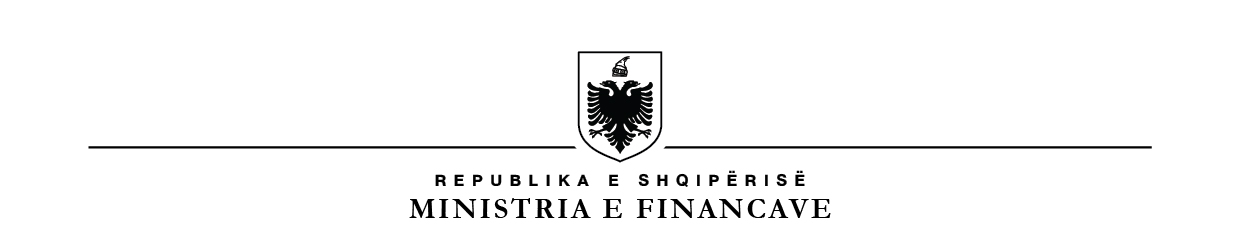 REPUBLIKA E SHQIPËRISË
MINISTRIA E FINANCAVE